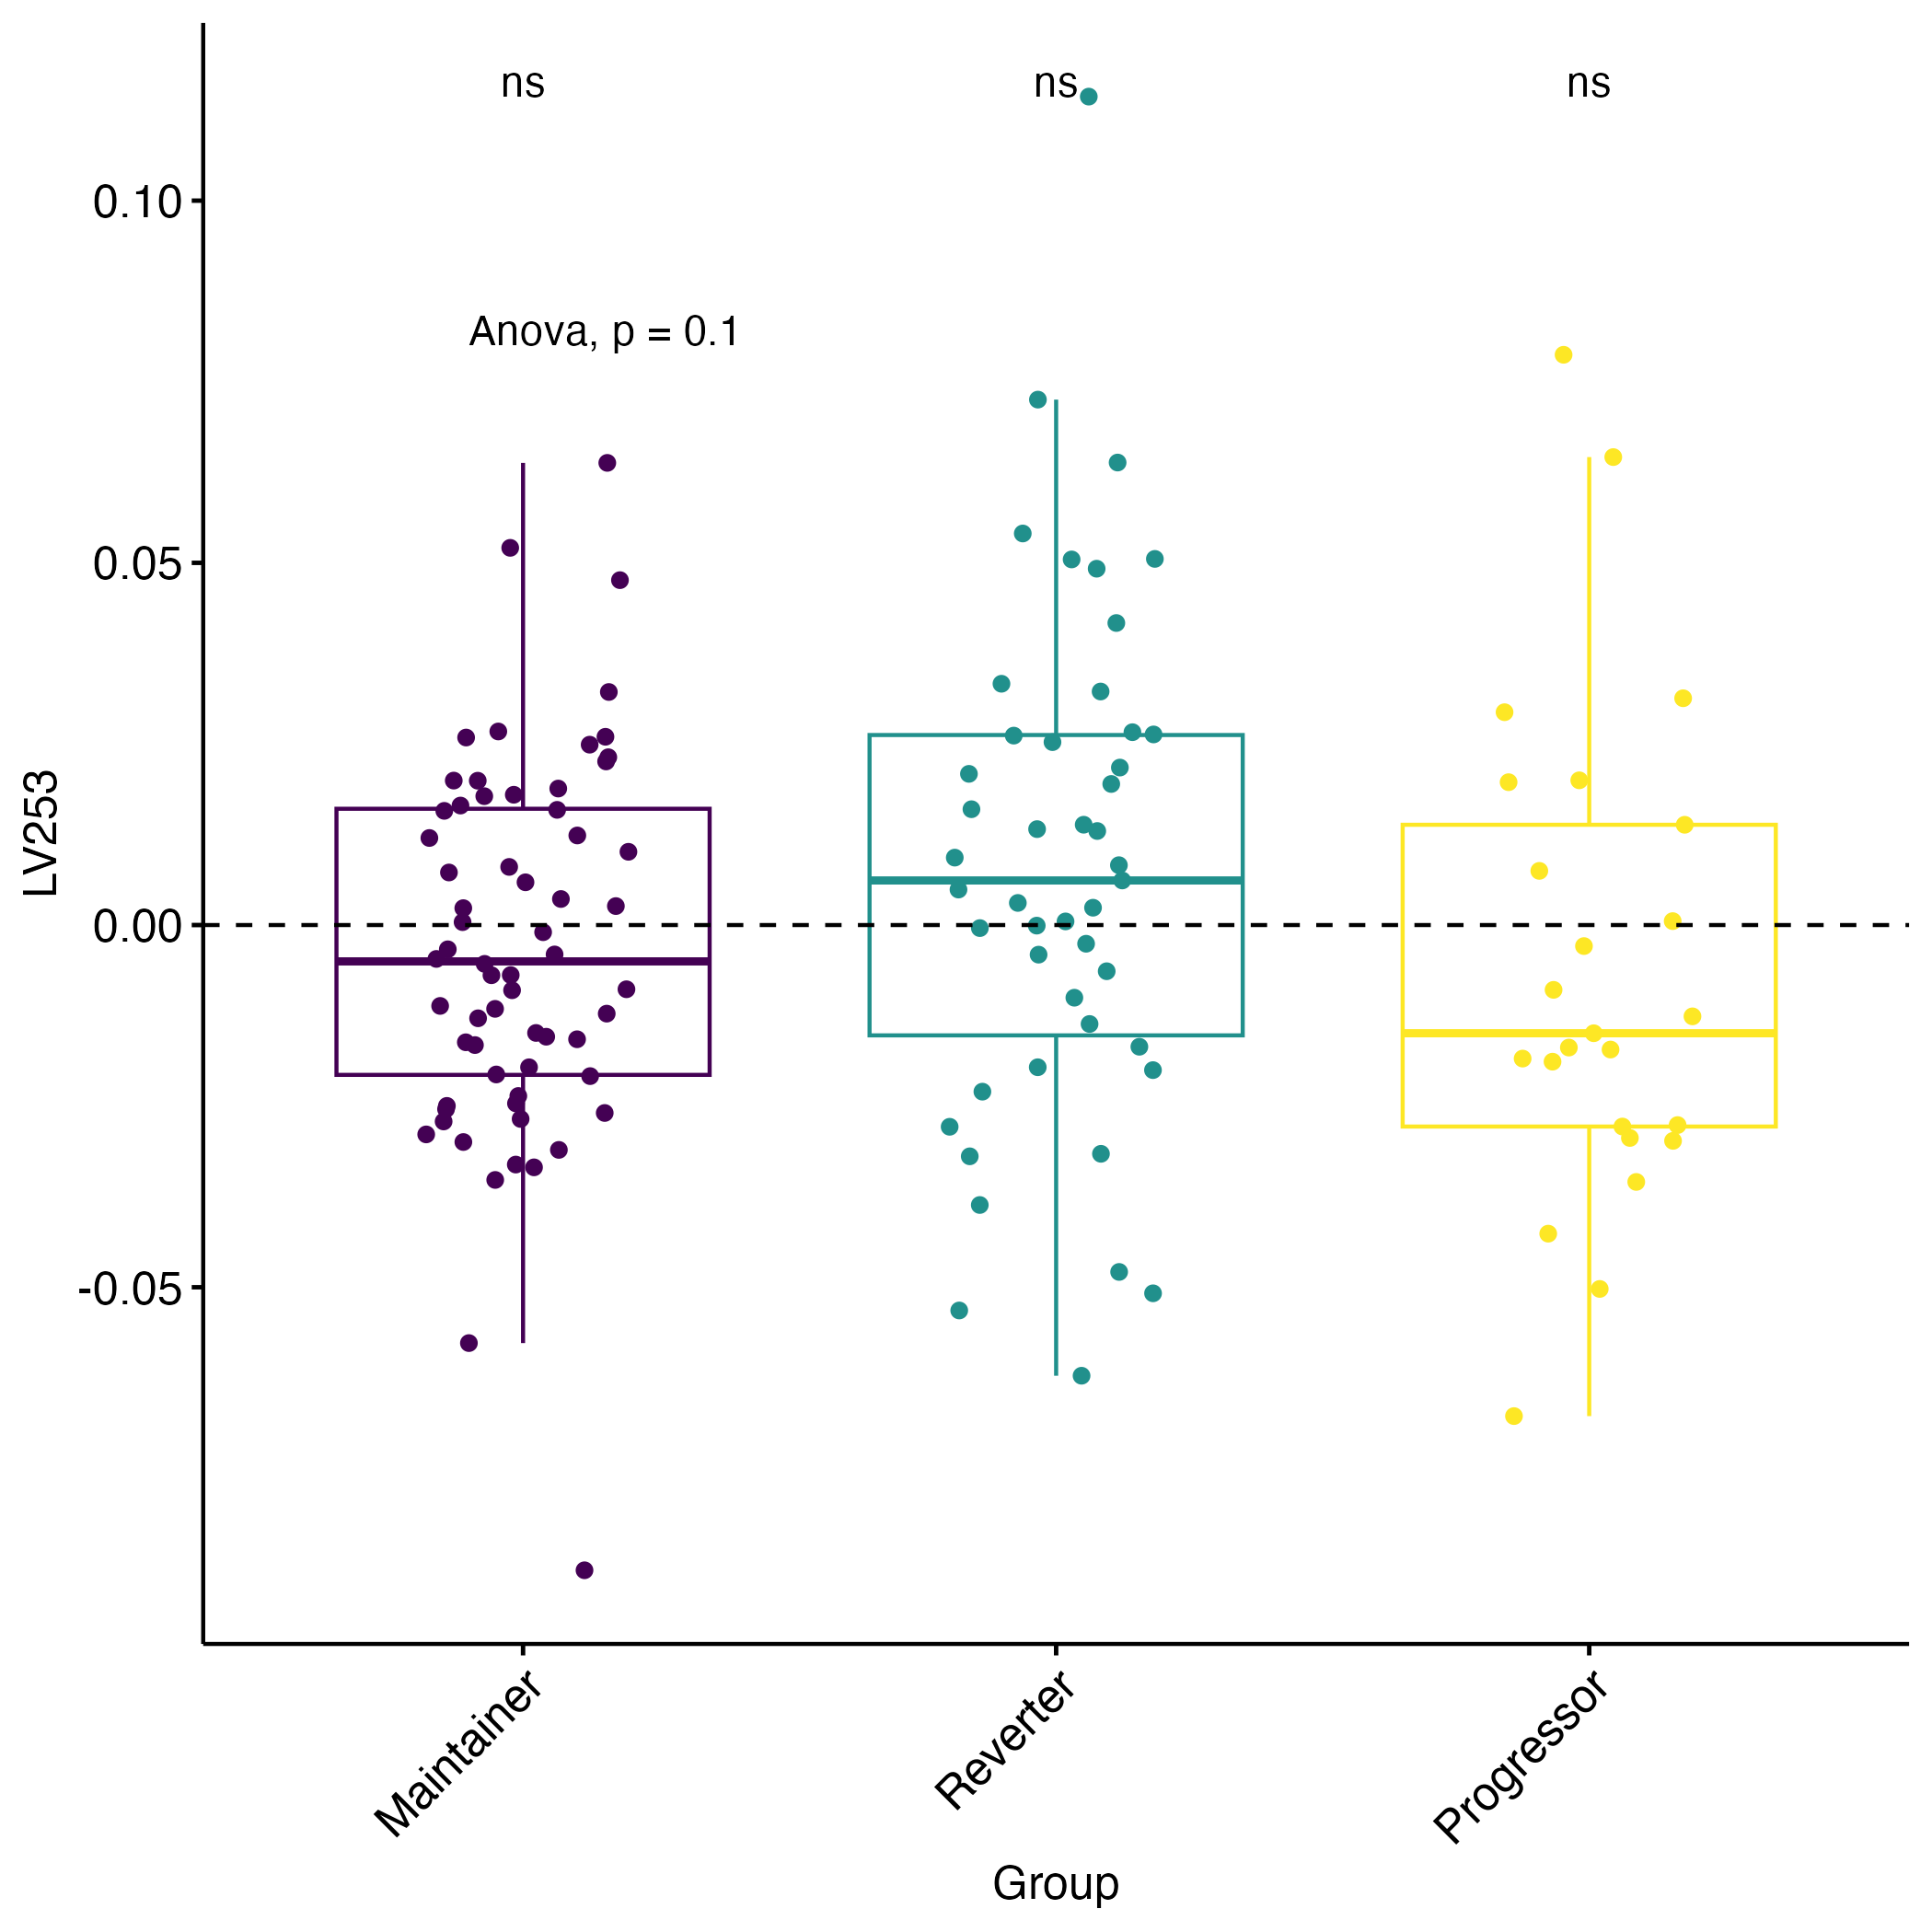 ns ns ns
0.10
Anova, p = 0.1
0.05
LV253
0.00
-0.05
Maintainer Reverter Progressor
Group